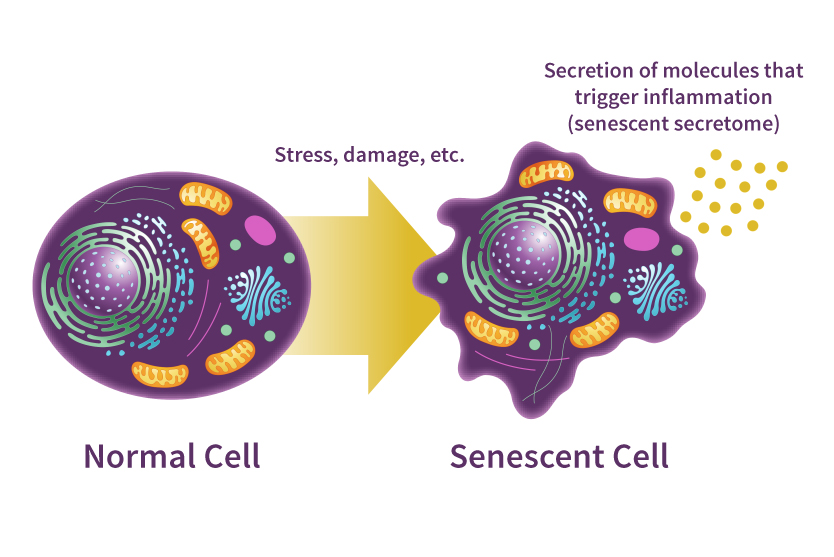 Secretion of molecules that
trigger inflammation
(senescent secretome)
Stress, damage, etc.
Normal Cell
Senescent Cell